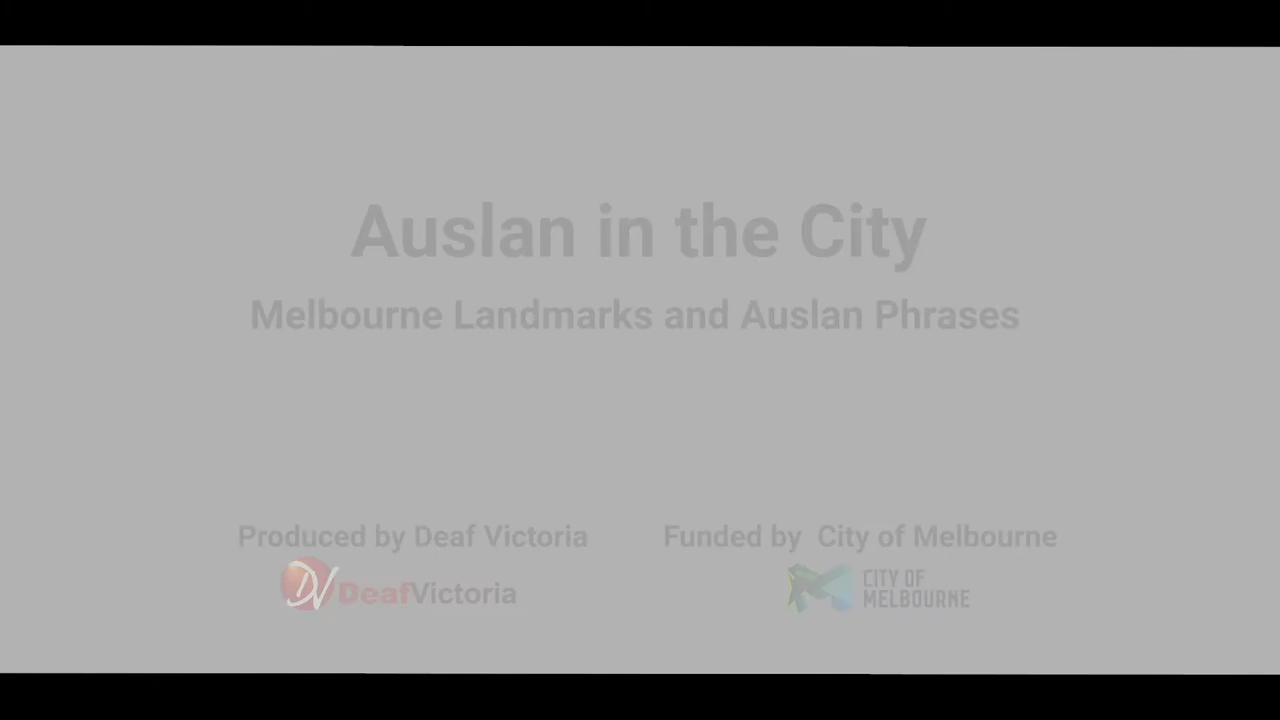 Auslan in the City
Melbourne Landmarks and Auslan Phrases
Produced by Deaf Victoria
Funded by City of Melbourne
DV DeafVictoria
CITY OF
MELBOURNE